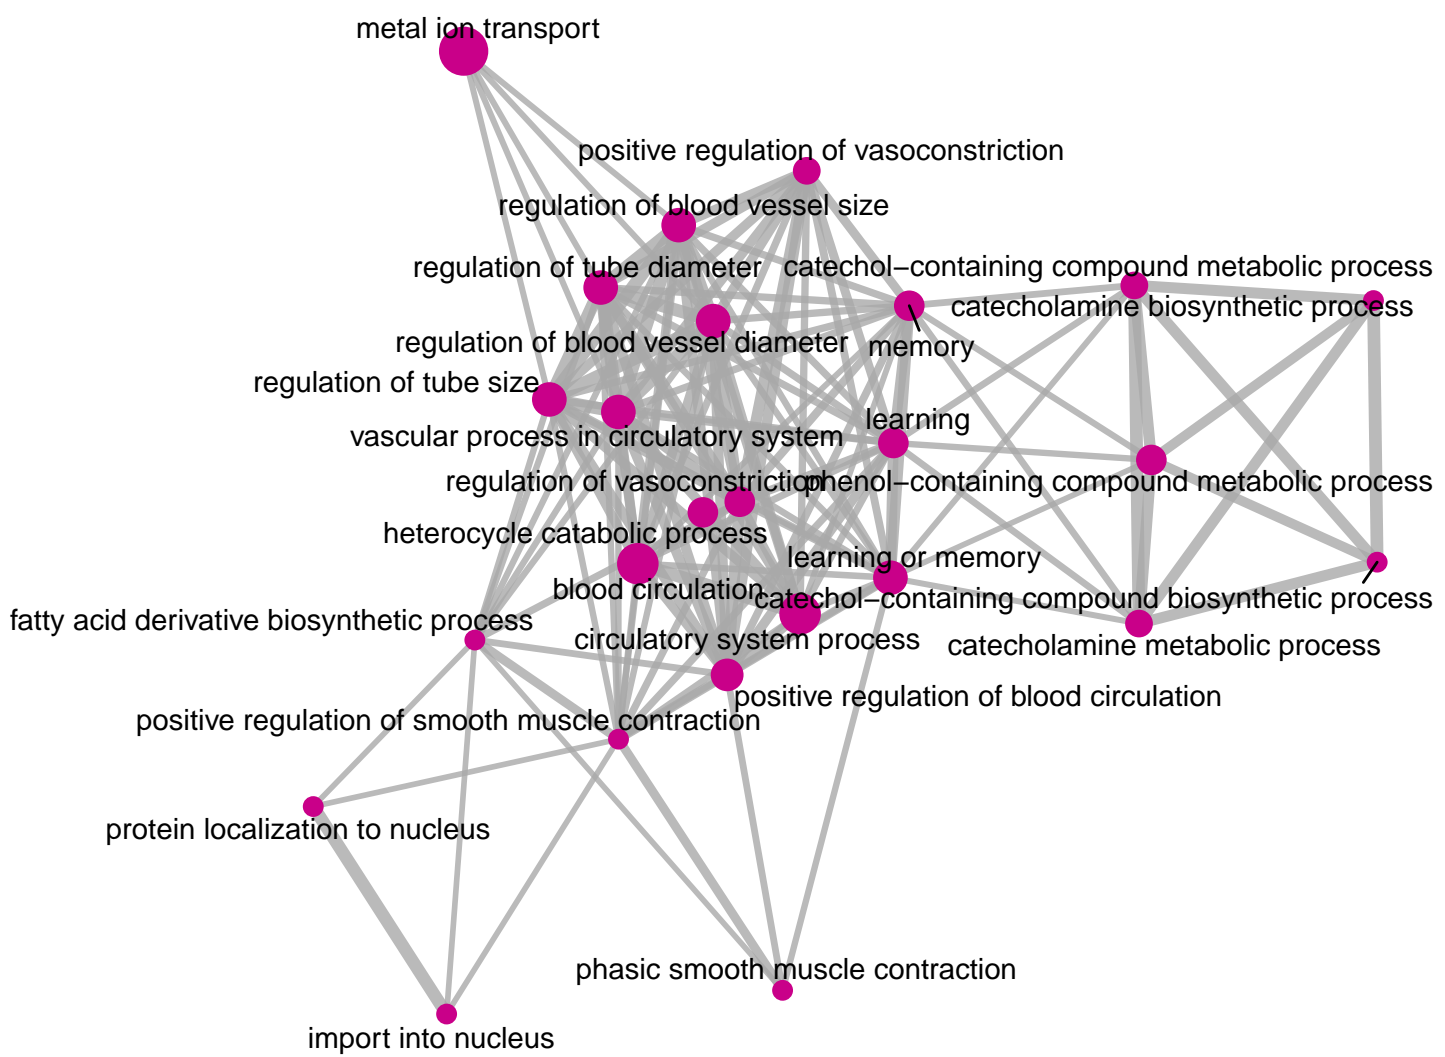 metal ion transport
positive regulation of vasoconstriction
regulation of blood vessel size
regulation of tube diameter
catechol−containing compound metabolic process
catecholamine biosynthetic process
regulation of blood vessel diameter
memory
regulation of tube size
learning
vascular process in circulatory system
regulation of vasoconstriction
phenol−containing compound metabolic process
heterocycle catabolic process
learning or memory
blood circulation
catechol−containing compound biosynthetic process
fatty acid derivative biosynthetic process
circulatory system process
catecholamine metabolic process
positive regulation of blood circulation
positive regulation of smooth muscle contraction
protein localization to nucleus
phasic smooth muscle contraction
import into nucleus